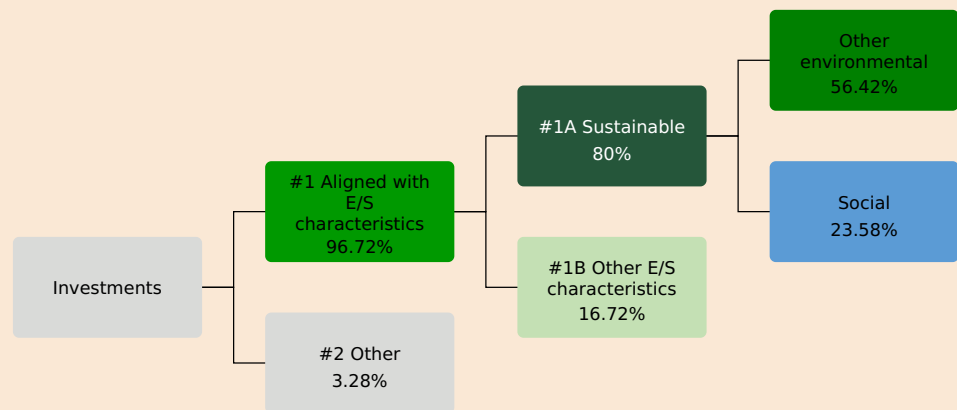 Investments
#1 Aligned with
E/S
characteristics
96.72%
#2 Other
3.28%
#1A Sustainable
80%
#1B Other E/S
characteristics
16.72%
Other
environmental
56.42%
Social
23.58%